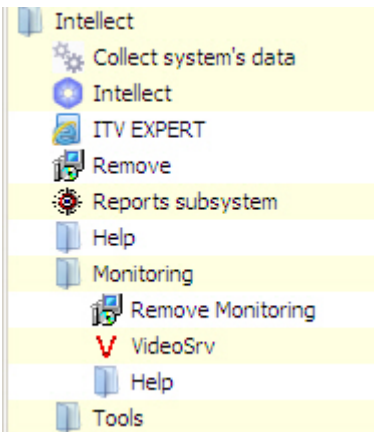 Intellect
Collect system's data
Intellect
ITV EXPERT
Remove
Reports subsystem
Help
Monitoring
Remove Monitoring
VideoSrv
Help
Tools